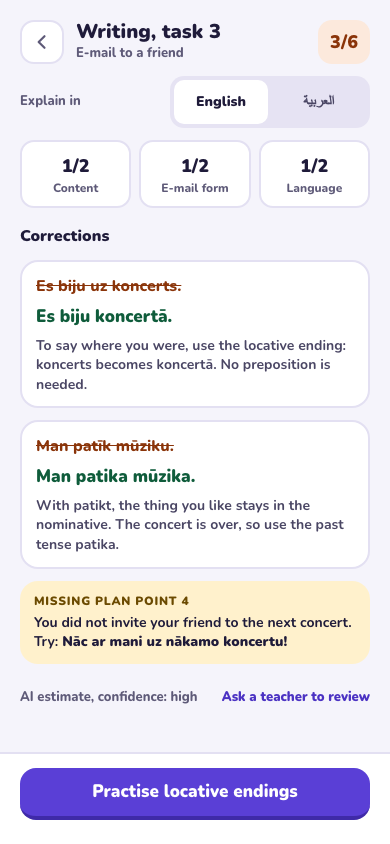 Writing, task 3
E-mail to a friend
3/6
Explain in
English
العربية
1/2
Content
1/2
E-mail form
1/2
Language
Corrections
Es biju uz koncerts.
Es biju koncertā.
To say where you were, use the locative ending:
koncerts becomes koncertā. No preposition is
needed.
Man patīk mūziku.
Man patika mūzika.
With patikt, the thing you like stays in the
nominative. The concert is over, so use the past
tense patika.
MISSING PLAN POINT 4
You did not invite your friend to the next concert.
Try: Nāc ar mani uz nākamo koncertu!
AI estimate, confidence: high
Ask a teacher to review
Practise locative endings